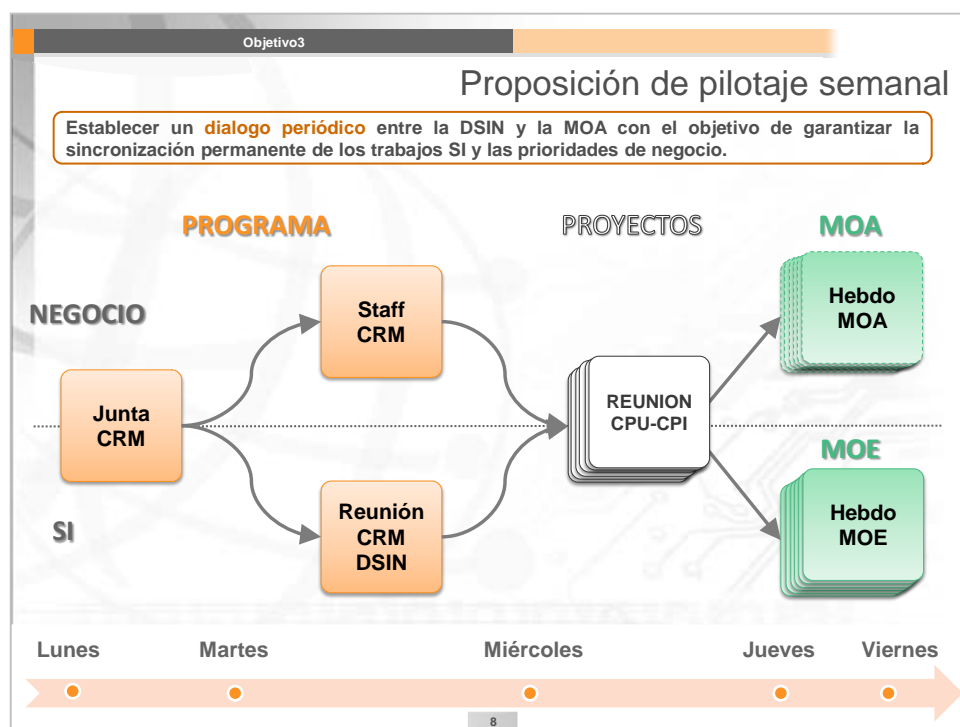 Objetivo3
Proposición de pilotaje semanal
Establecer un dialogo periódico entre la DSIN y la MOA con el objetivo de garantizar la
sincronización permanente de los trabajos SI y las prioridades de negocio.
PROGRAMA
PROYECTOS
MOA
NEGOCIO
Staff
CRM
Hebdo
MOA
Junta
CRM
REUNION
CPU-CPI
MOE
SI
Reunión
CRM
DSIN
Hebdo
MOE
Lunes
Martes
Miércoles
Jueves
Viernes
8